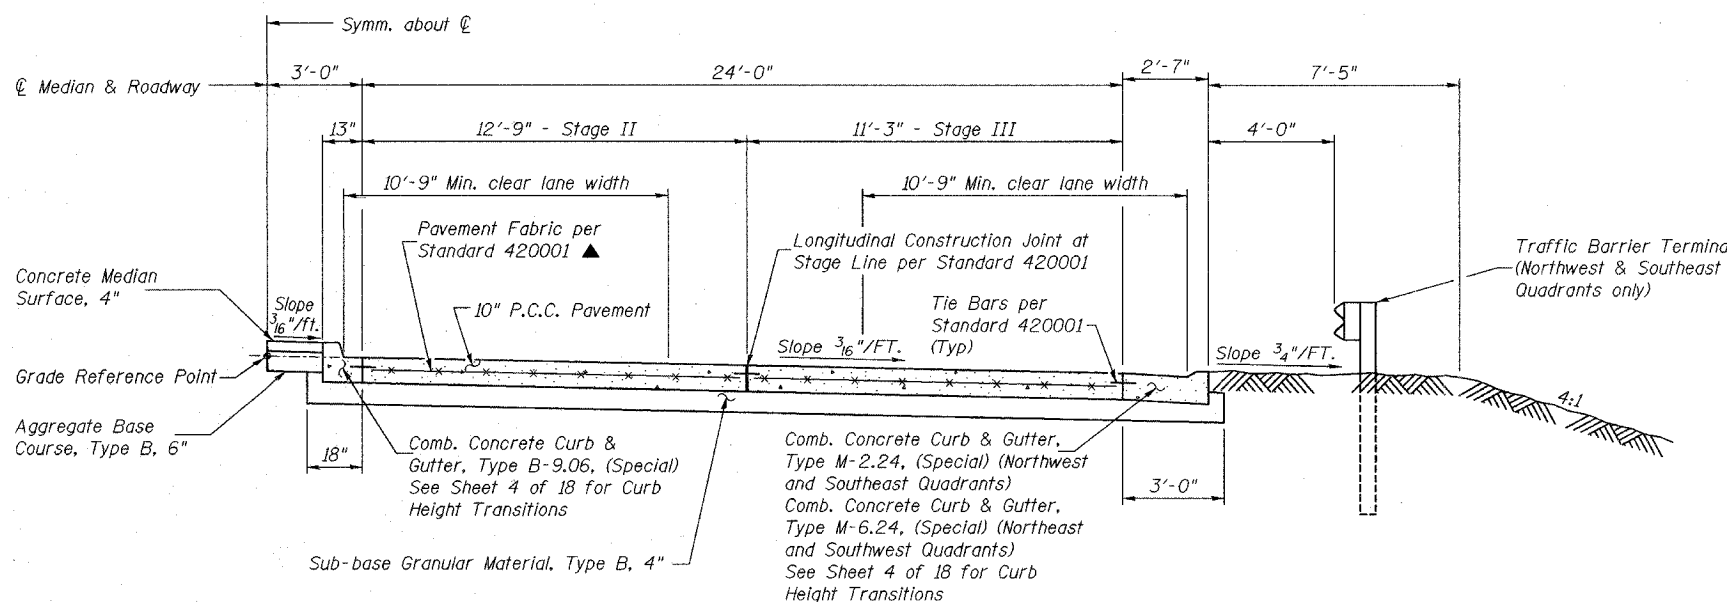 Symm. about ℄
℄ Median & Roadway
3'-0"
24'-0"
2'-7"
7'-5"
13"
12'-9" - Stage II
11'-3" - Stage III
4'-0"
10'-9" Min. clear lane width
10'-9" Min. clear lane width
Pavement Fabric per
Standard 420001 ▲
Longitudinal Construction Joint at
Stage Line per Standard 420001
Traffic Barrier Termina
(Northwest & Southeast
Quadrants only)
Concrete Median
Surface, 4"
Slope
3/16"/ft.
10" P.C.C. Pavement
Tie Bars per
Standard 420001
(Typ)
Slope 3/16"/FT.
Slope 3/4"/FT.
Grade Reference Point
4:1
Aggregate Base
Course, Type B, 6"
18"
Comb. Concrete Curb &
Gutter, Type B-9.06, (Special)
See Sheet 4 of 18 for Curb
Height Transitions
Comb. Concrete Curb & Gutter,
Type M-2.24, (Special) (Northwest
and Southeast Quadrants)
Comb. Concrete Curb & Gutter,
Type M-6.24, (Special) (Northeast
and Southwest Quadrants)
See Sheet 4 of 18 for Curb
Height Transitions
3'-0"
Sub-base Granular Material, Type B, 4"